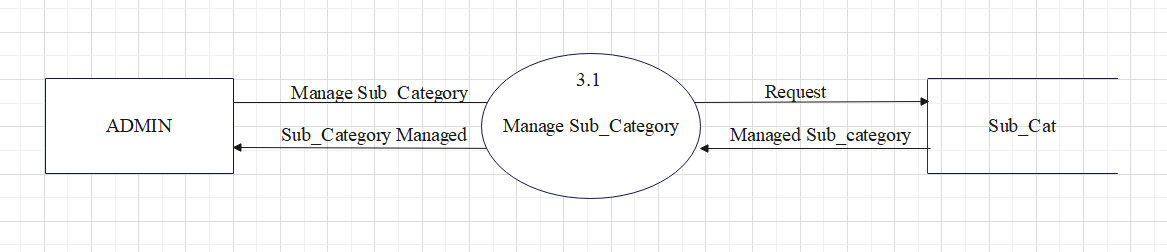 3.1
Manage Sub_Category
Request
ADMIN
Manage Sub_Category
Sub_Cat
Sub_Category Managed
Managed Sub_category